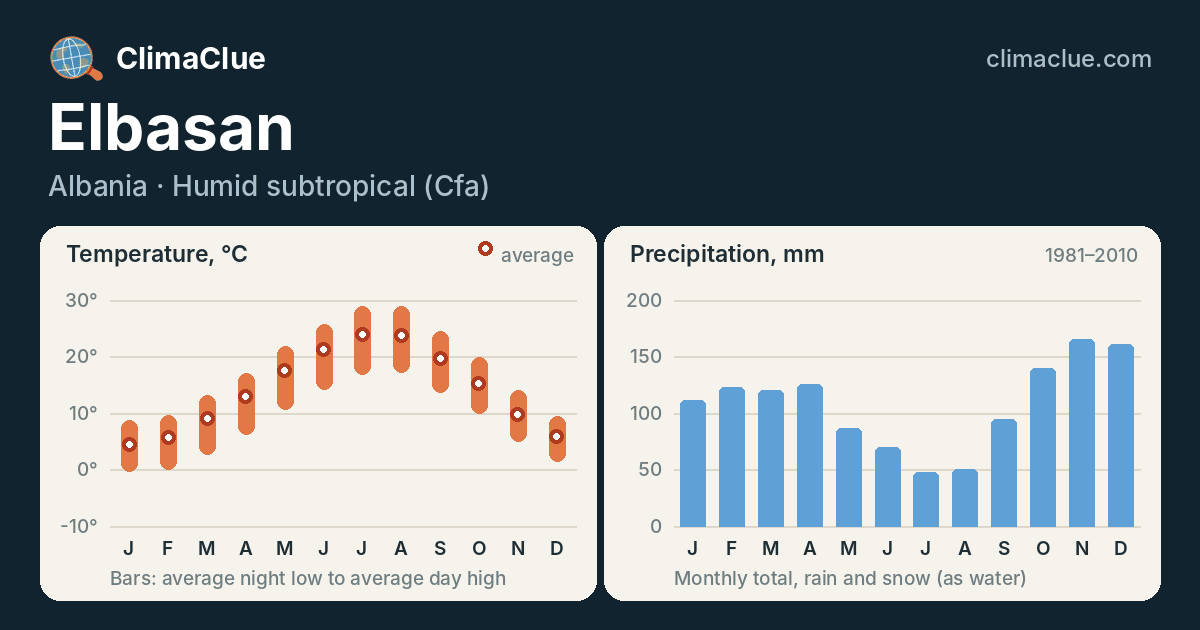 ClimaClue
climaclue.com
Elbasan
Albania · Humid subtropical (Cfa)
Temperature, °C
average
30°
20°
10°
0°
-10°
J F M A M J J A S O N D
Bars: average night low to average day high
Precipitation, mm
1981–2010
200
150
100
50
0
J F M A M J J A S O N D
Monthly total, rain and snow (as water)